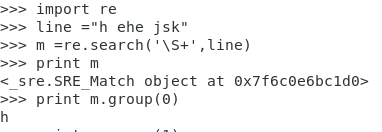 >>> import re
>>> line ="h ehe jsk"
>>> m =re.search('\S+',line)
>>> print m
<_sre.SRE_Match object at 0x7f6c0e6bc1d0>
>>> print m.group(0)
h